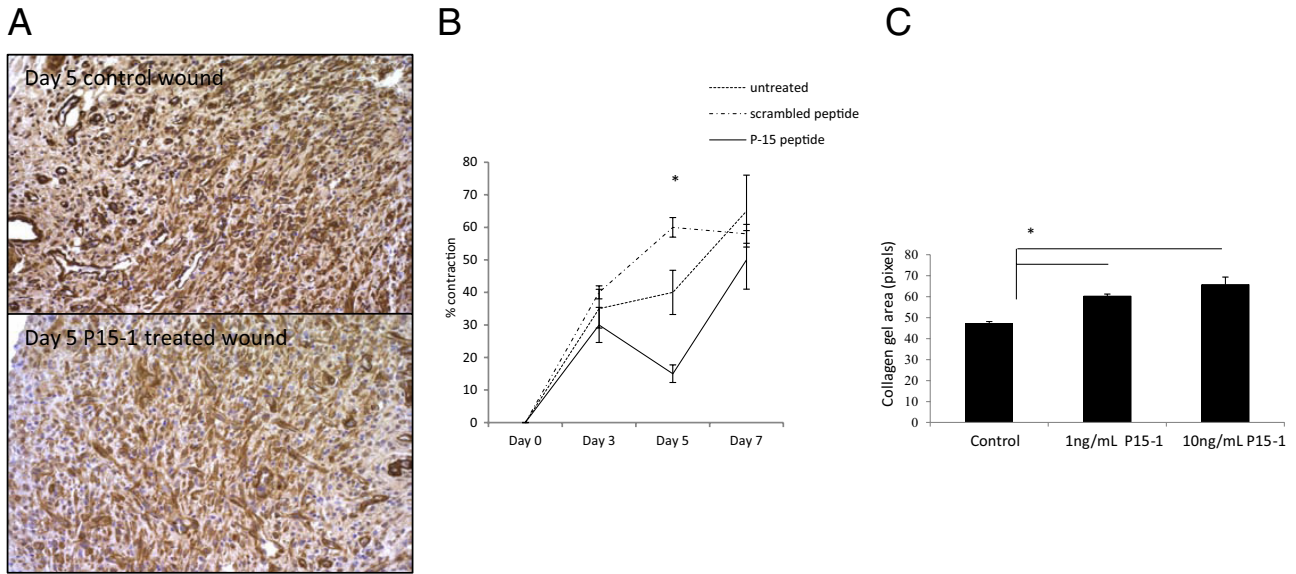 A
Day 5 control wound
Day 5 P15-1 treated wound
B
untreated
scrambled peptide
P-15 peptide
80
70
60
50
40
30
20
10
0
% contraction
*
Day 0 Day 3 Day 5 Day 7
C
*
Collagen gel area (pixels)
80
70
60
50
40
30
20
10
0
Control 1ng/mL P15-1 10ng/mL P15-1